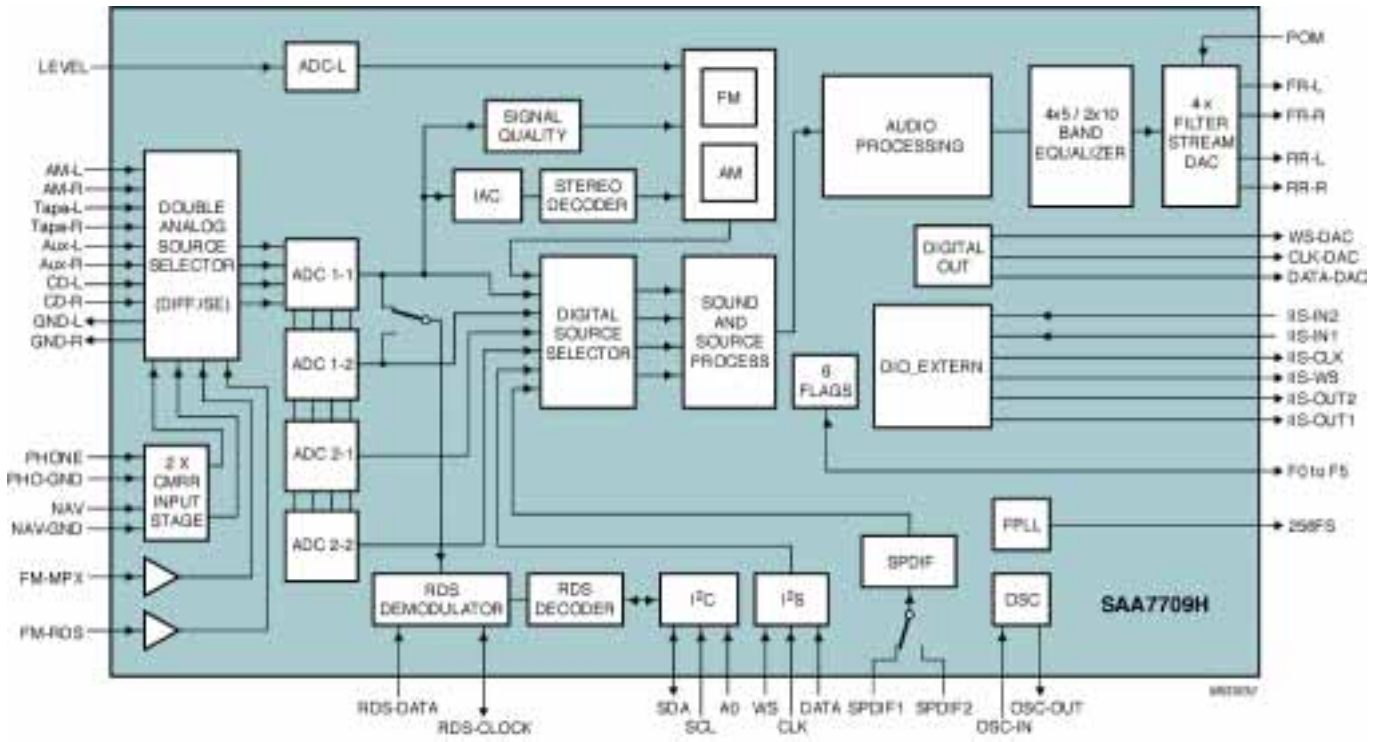 POM
LEVEL
ADC-L
FR-L
FR-R
RR-L
RR-R
SIGNAL
QUALITY
FM
AM
AUDIO
PROCESSING
4x5 / 2x10
BAND
EQUALIZER
4 x
FILTER
STREAM
DAC
IAC
STEREO
DECODER
AM-L
AM-R
Tapa-L
Tapa-R
Aux-L
Aux-R
CD-L
CD-R
GND-L
GND-R
DOUBLE
ANALOG
SOURCE
SELECTOR
(DIFF./SE)
ADC 1-1
ADC 1-2
ADC 2-1
ADC 2-2
DIGITAL
SOURCE
SELECTOR
SOUND
AND
SOURCE
PROCESS
DIGITAL
OUT
WS-DAC
CLK-DAC
DATA-DAC
6
FLAGS
DIO_EXTERN
IIS-IN2
IIS-IN1
IIS-CLK
IIS-WS
IIS-OUT2
IIS-OUT1
F0 to F5
PHONE
PHO-GND
NAV
NAV-GND
2 X
CMRR
INPUT
STAGE
FM-MPX
FM-RDS
RDS
DEMODULATOR
RDS
DECODER
I²C
I²S
SPDIF
FPLL
256FS
OSC
SAA7709H
RDS-DATA
RDS-CLOCK
SDA
SCL
A0
WS
CLK
DATA
SPDIF1
SPDIF2
OSC-IN
OSC-OUT